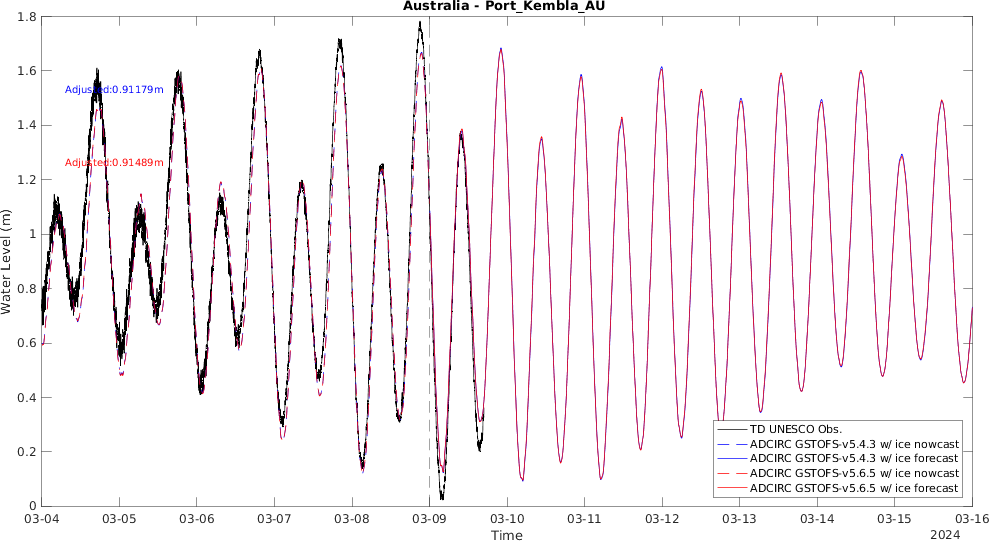 Australia - Port_Kembla_AU
1.8
1.6
1.4
1.2
1
0.8
0.6
0.4
0.2
0
Water Level (m)
Adjusted:0.91179m
Adjusted:0.91489m
TD UNESCO Obs.
ADCIRC GSTOFS-v5.4.3 w/ ice nowcast
ADCIRC GSTOFS-v5.4.3 w/ ice forecast
ADCIRC GSTOFS-v5.6.5 w/ ice nowcast
ADCIRC GSTOFS-v5.6.5 w/ ice forecast
03-04 03-05 03-06 03-07 03-08 03-09 03-10 03-11 03-12 03-13 03-14 03-15 03-16
Time
2024